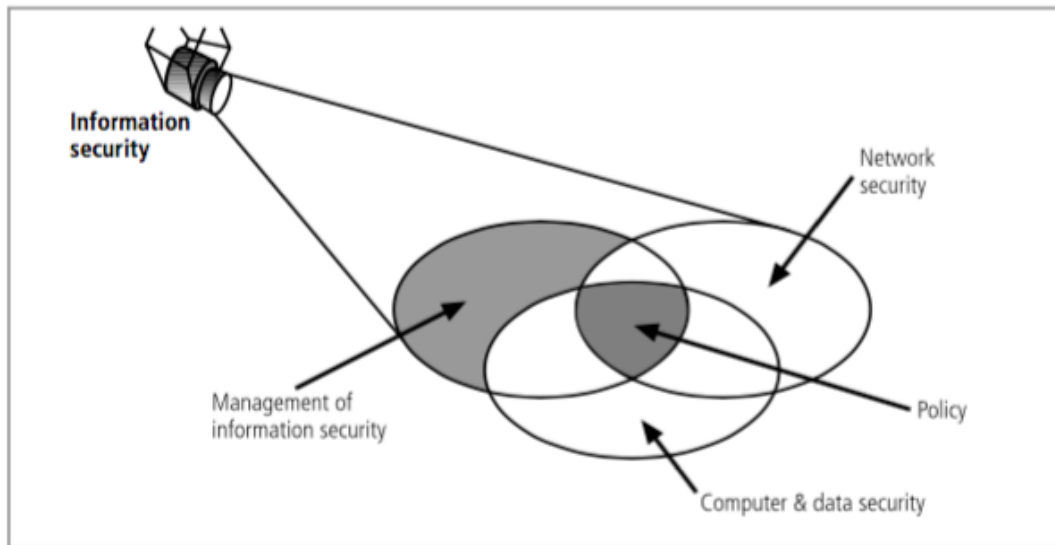 Information
security
Network
security
Management of
information security
Policy
Computer & data security